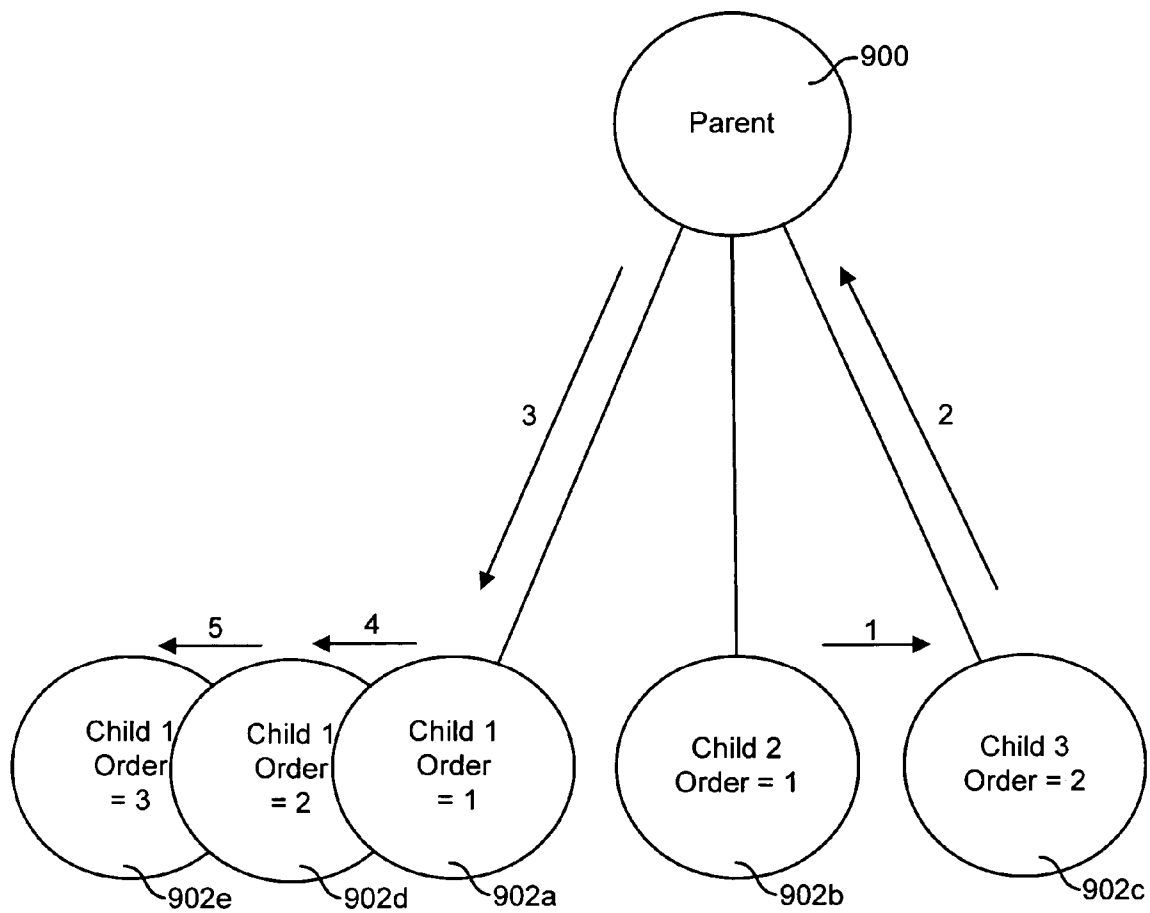 900
Parent
3
2
5
4
1
Child 1
Order
= 3
Child 1
Order
= 2
Child 1
Order
= 1
Child 2
Order = 1
Child 3
Order = 2
902e
902d
902a
902b
902c